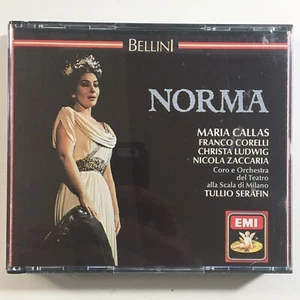 BELLINI
NORMA
MARIA CALLAS
FRANCO CORELLI
CHRISTA LUDWIG
NICOLA ZACCARIA
Coro e Orchestra
del Teatro
alla Scala di Milano
TULLIO SERAFIN
EMI